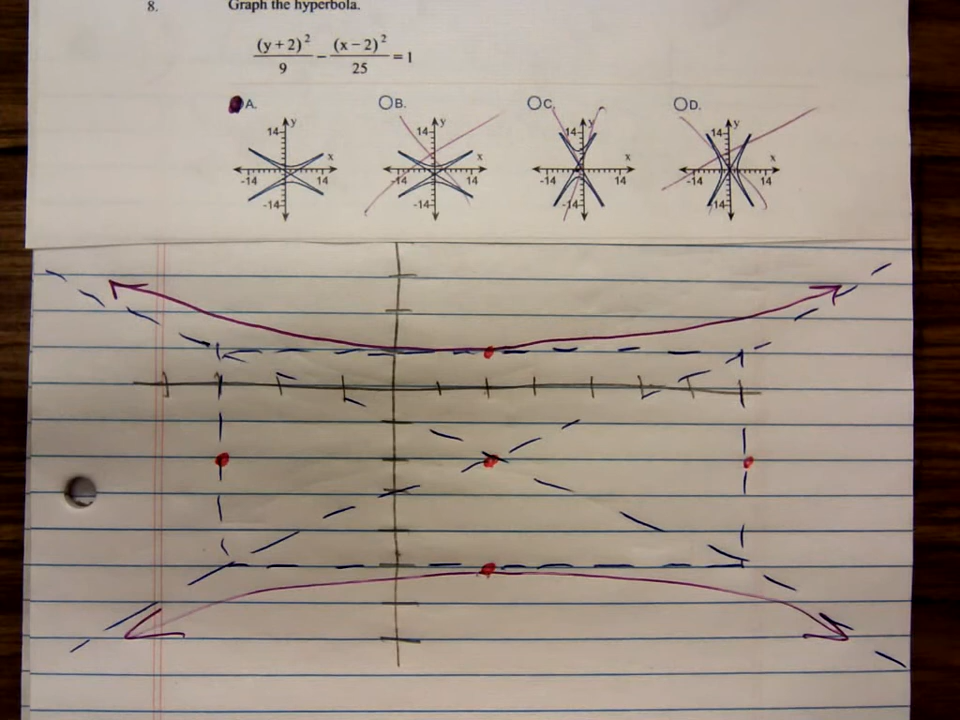 8. Graph the hyperbola.
(y+2)² / 9 − (x−2)² / 25 = 1
A. B. C. D.
14 y 14 y 14 y 14 y
x x x x
-14 14 -14 14 -14 14 -14 14
-14 -14 -14 -14